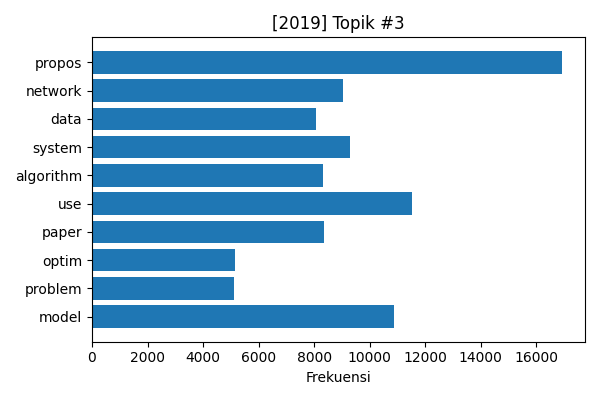 [2019] Topik #3
propos
network
data
system
algorithm
use
paper
optim
problem
model
0 2000 4000 6000 8000 10000 12000 14000 16000
Frekuensi